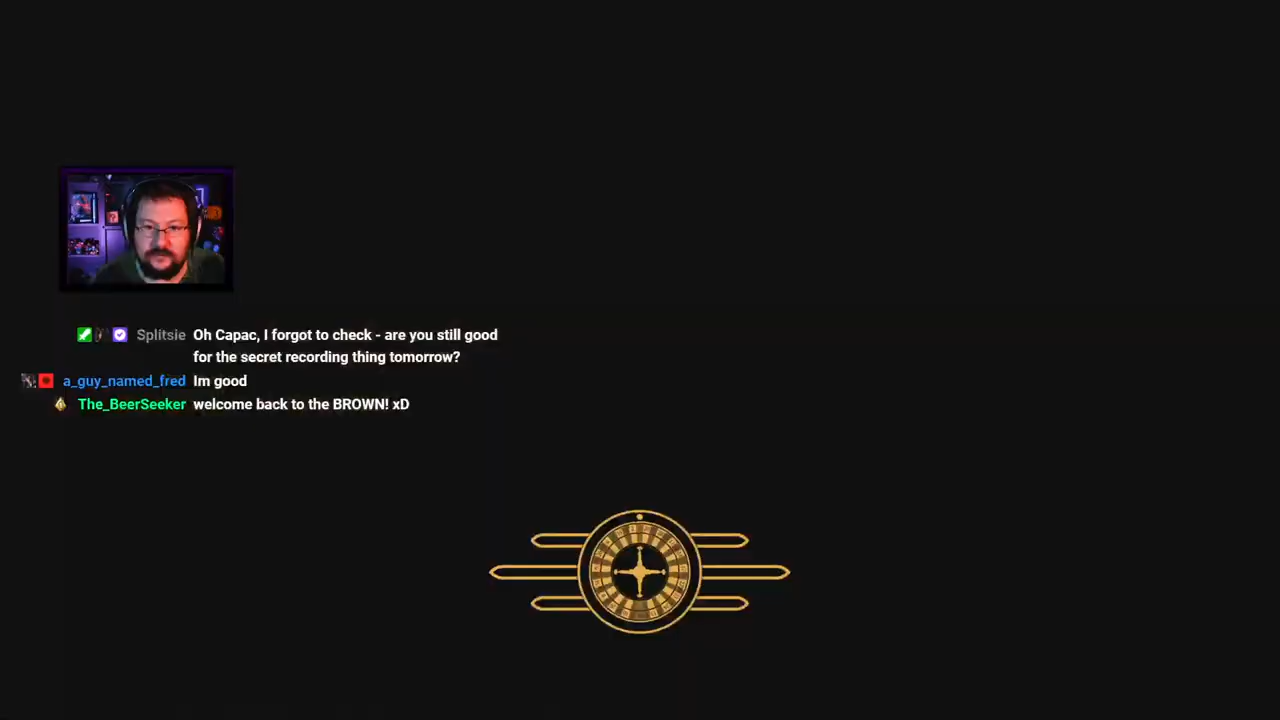 Splitsie Oh Capac, I forgot to check - are you still good
for the secret recording thing tomorrow?
a_guy_named_fred Im good
The_BeerSeeker welcome back to the BROWN! xD